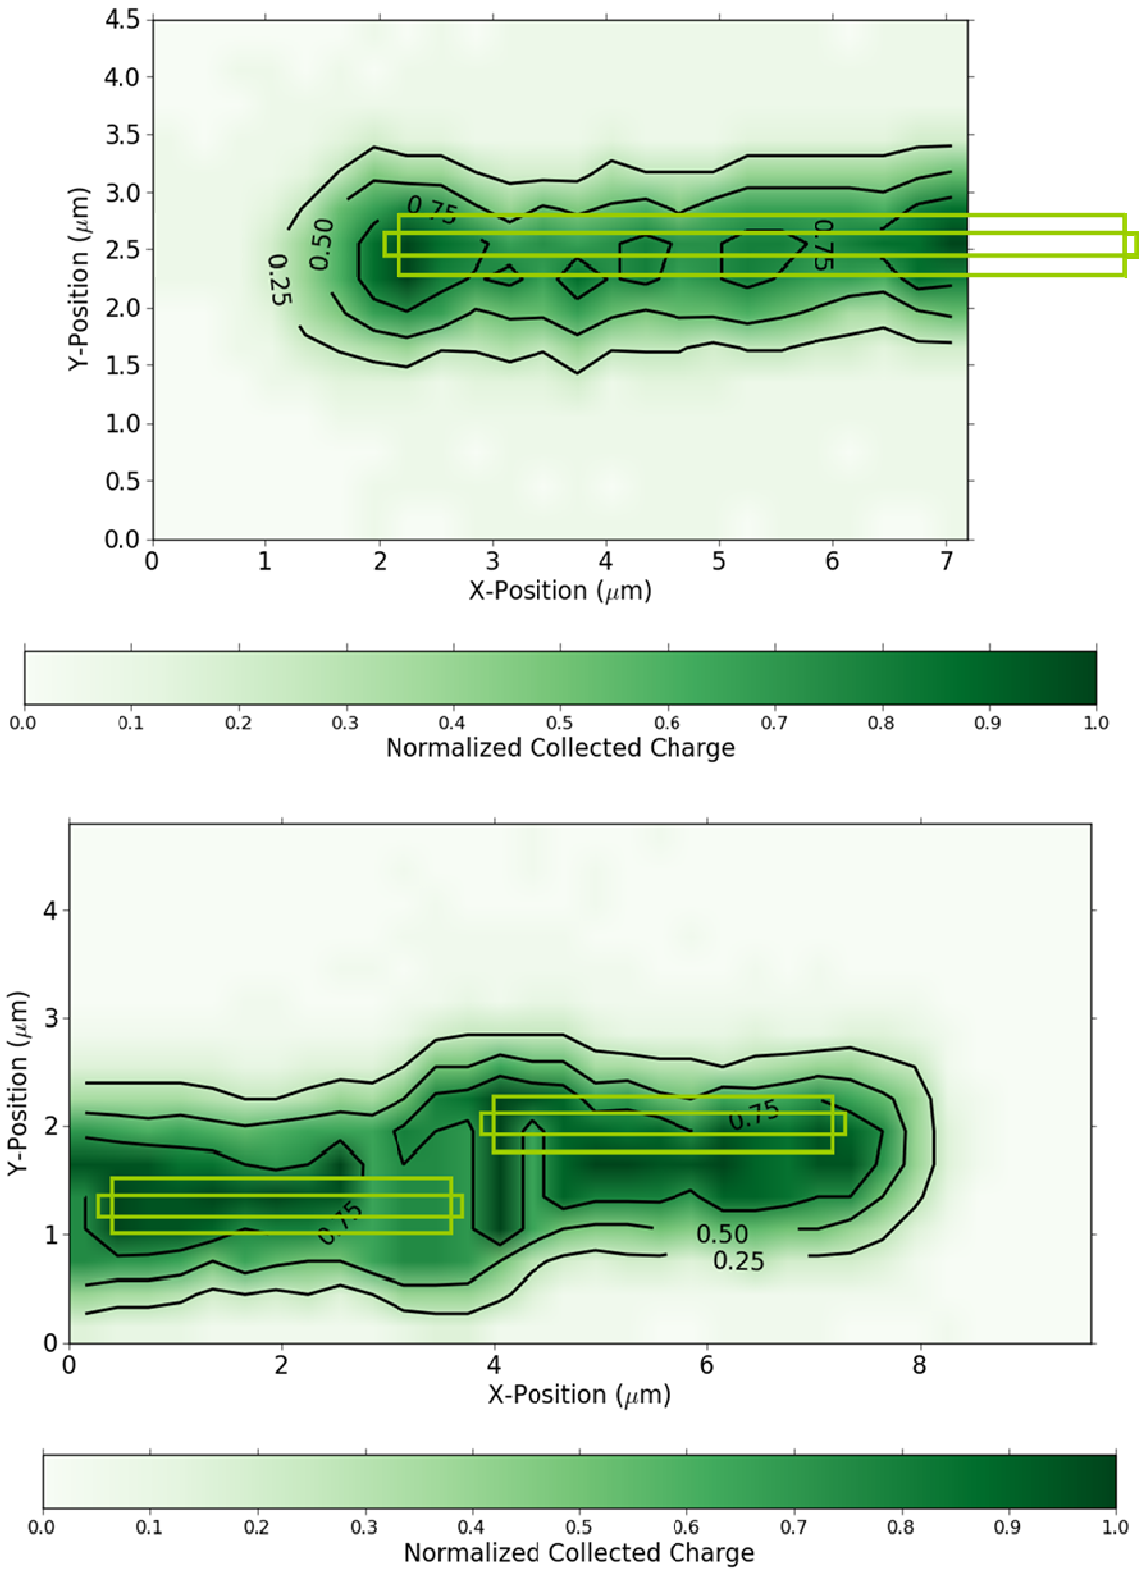 4.5
4.0
3.5
3.0
2.5
2.0
1.5
1.0
0.5
0.0
Y-Position (μm)
0.75
0.50
0.25
0.75
0 1 2 3 4 5 6 7
X-Position (μm)
0.0 0.1 0.2 0.3 0.4 0.5 0.6 0.7 0.8 0.9 1.0
Normalized Collected Charge
4
3
2
1
0
Y-Position (μm)
0.75
0.75
0.50
0.25
0 2 4 6 8
X-Position (μm)
0.0 0.1 0.2 0.3 0.4 0.5 0.6 0.7 0.8 0.9 1.0
Normalized Collected Charge